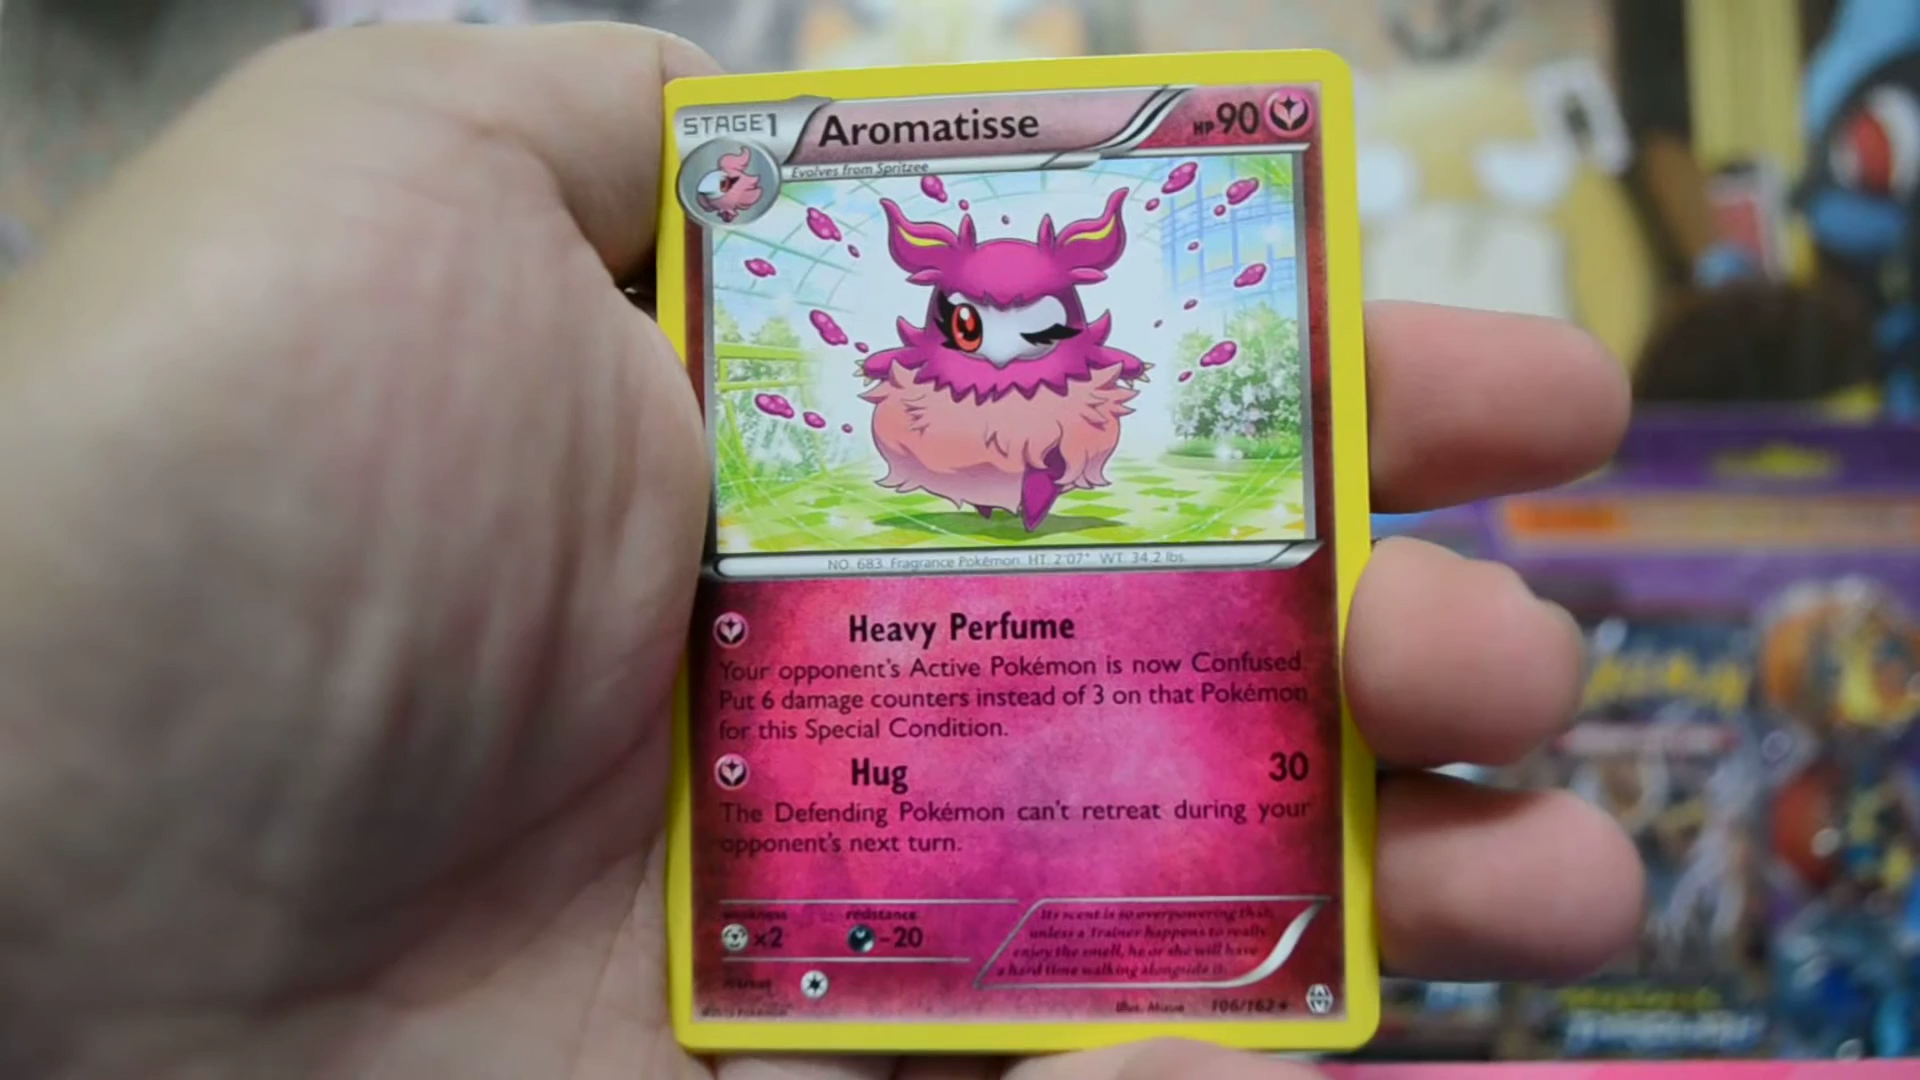 STAGE1
Aromatisse
HP 90
Evolves from Spritzee
NO. 683 Fragrance Pokémon HT. 2'07" WT. 34.2 lbs.
Heavy Perfume
Your opponent's Active Pokémon is now Confused.
Put 6 damage counters instead of 3 on that Pokémon
for this Special Condition.
Hug 30
The Defending Pokémon can't retreat during your
opponent's next turn.
weakness resistance
×2 -20
Its scent is so overpowering that,
unless a Trainer happens to really
enjoy the smell, he or she will have
a hard time walking alongside it.
retreat
Illus. 106/162